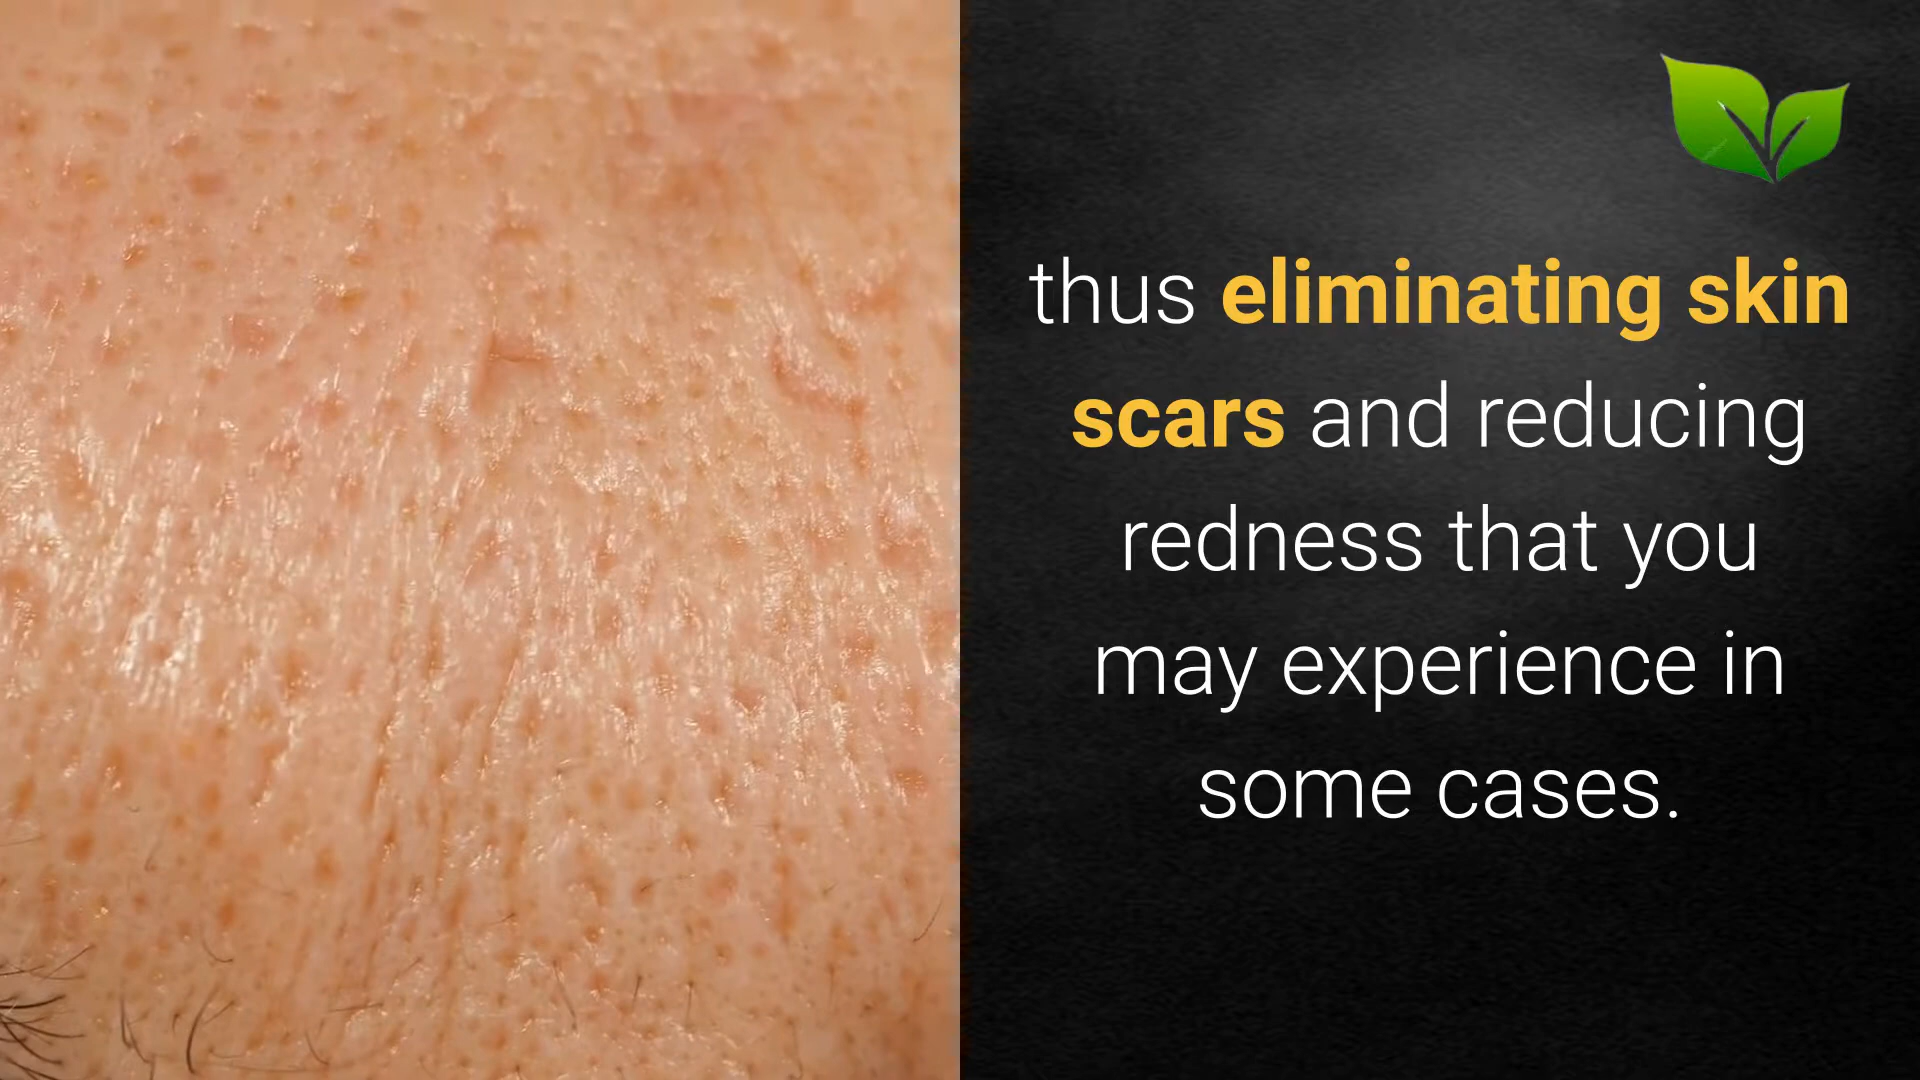 thus eliminating skin
scars and reducing
redness that you
may experience in
some cases.